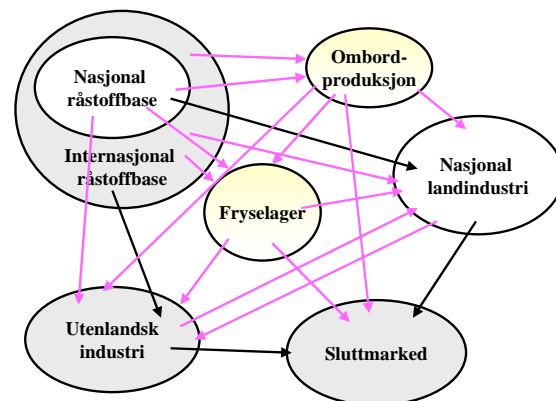 Nasjonal
råstoffbase
Internasjonal
råstoffbase
Ombord-
produksjon
Nasjonal
landindustri
Fryselager
Utenlandsk
industri
Sluttmarked